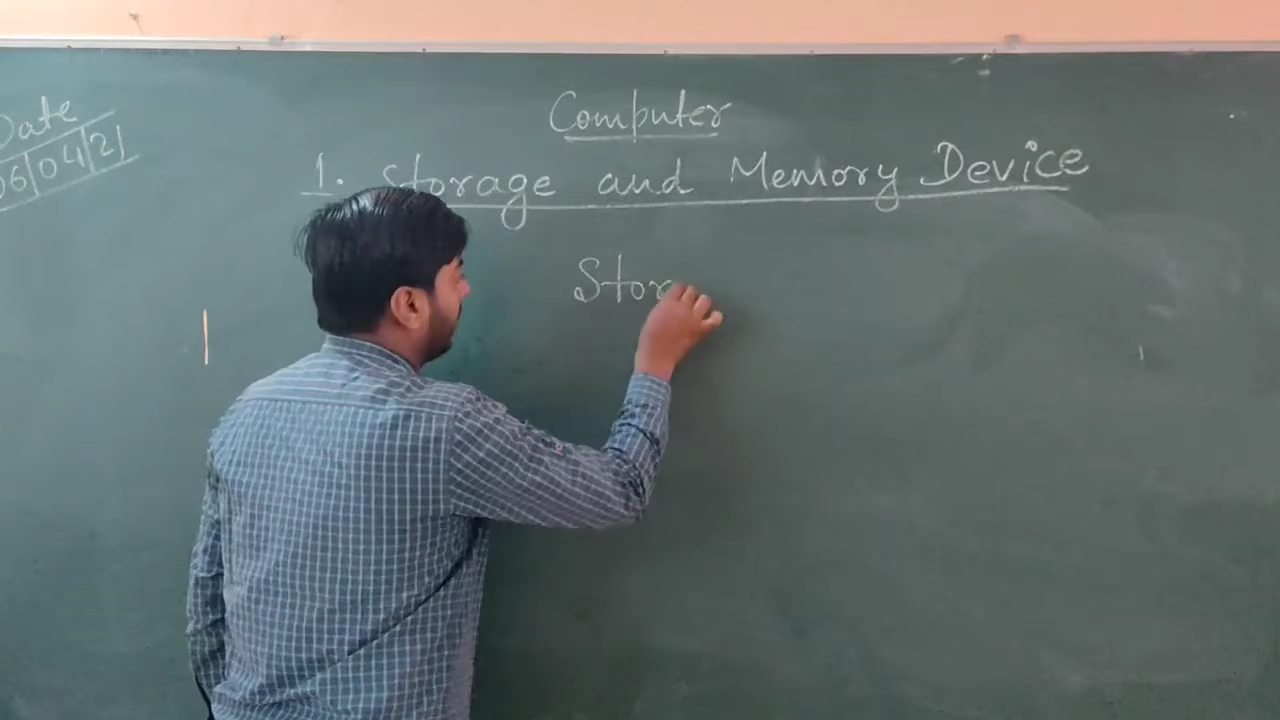 Date
06/04/21
Computer
1. Storage and Memory Device
Stor